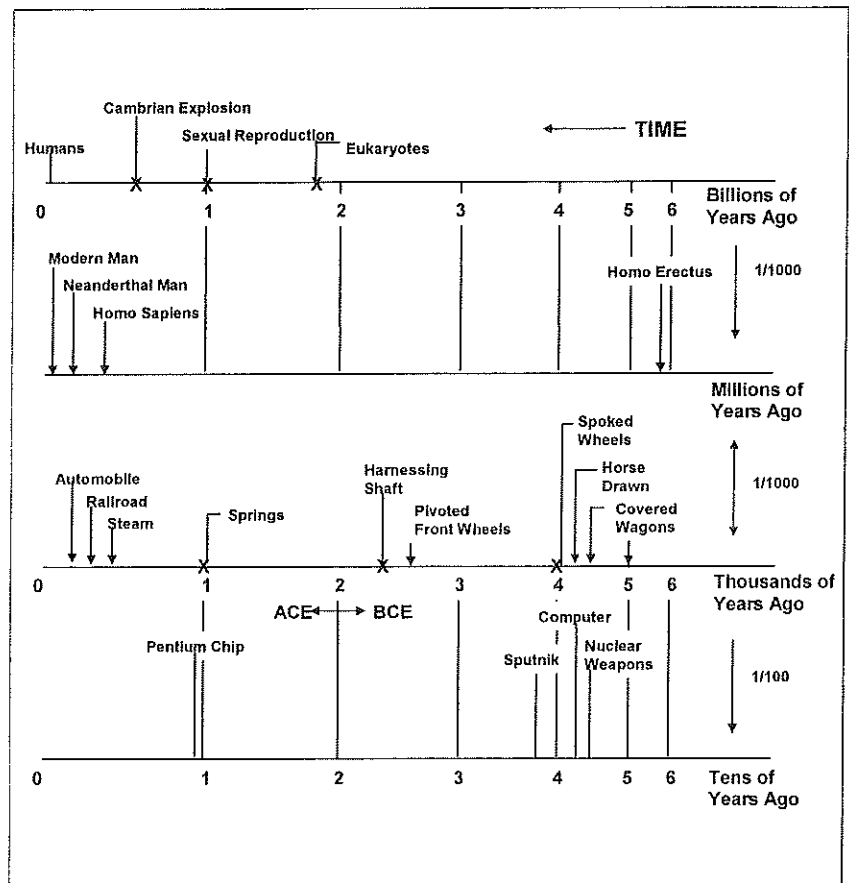 Cambrian Explosion
Sexual Reproduction
TIME
Humans
Eukaryotes
0 1 2 3 4 5 6
Billions of
Years Ago
Modern Man
Neanderthal Man
Homo Sapiens
Homo Erectus
1/1000
Millions of
Years Ago
Spoked
Wheels
Automobile
Railroad
Steam
Springs
Harnessing
Shaft
Pivoted
Front Wheels
Horse
Drawn
Covered
Wagons
1/1000
0 1 2 3 4 5 6
Thousands of
Years Ago
ACE BCE
Pentium Chip
Sputnik
Computer
Nuclear
Weapons
1/100
0 1 2 3 4 5 6
Tens of
Years Ago